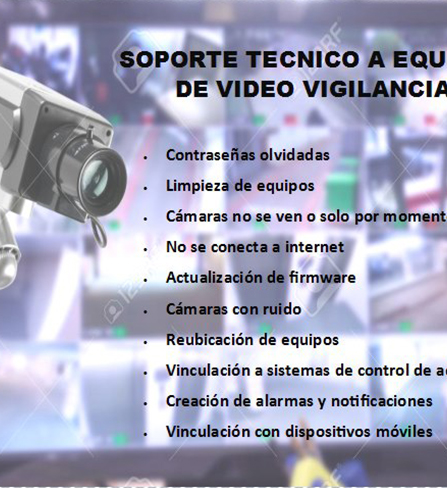 SOPORTE TECNICO A EQU
DE VIDEO VIGILANCIA
• Contraseñas olvidadas
• Limpieza de equipos
• Cámaras no se ven o solo por moment
• No se conecta a internet
• Actualización de firmware
• Cámaras con ruido
• Reubicación de equipos
• Vinculación a sistemas de control de a
• Creación de alarmas y notificaciones
• Vinculación con dispositivos móviles